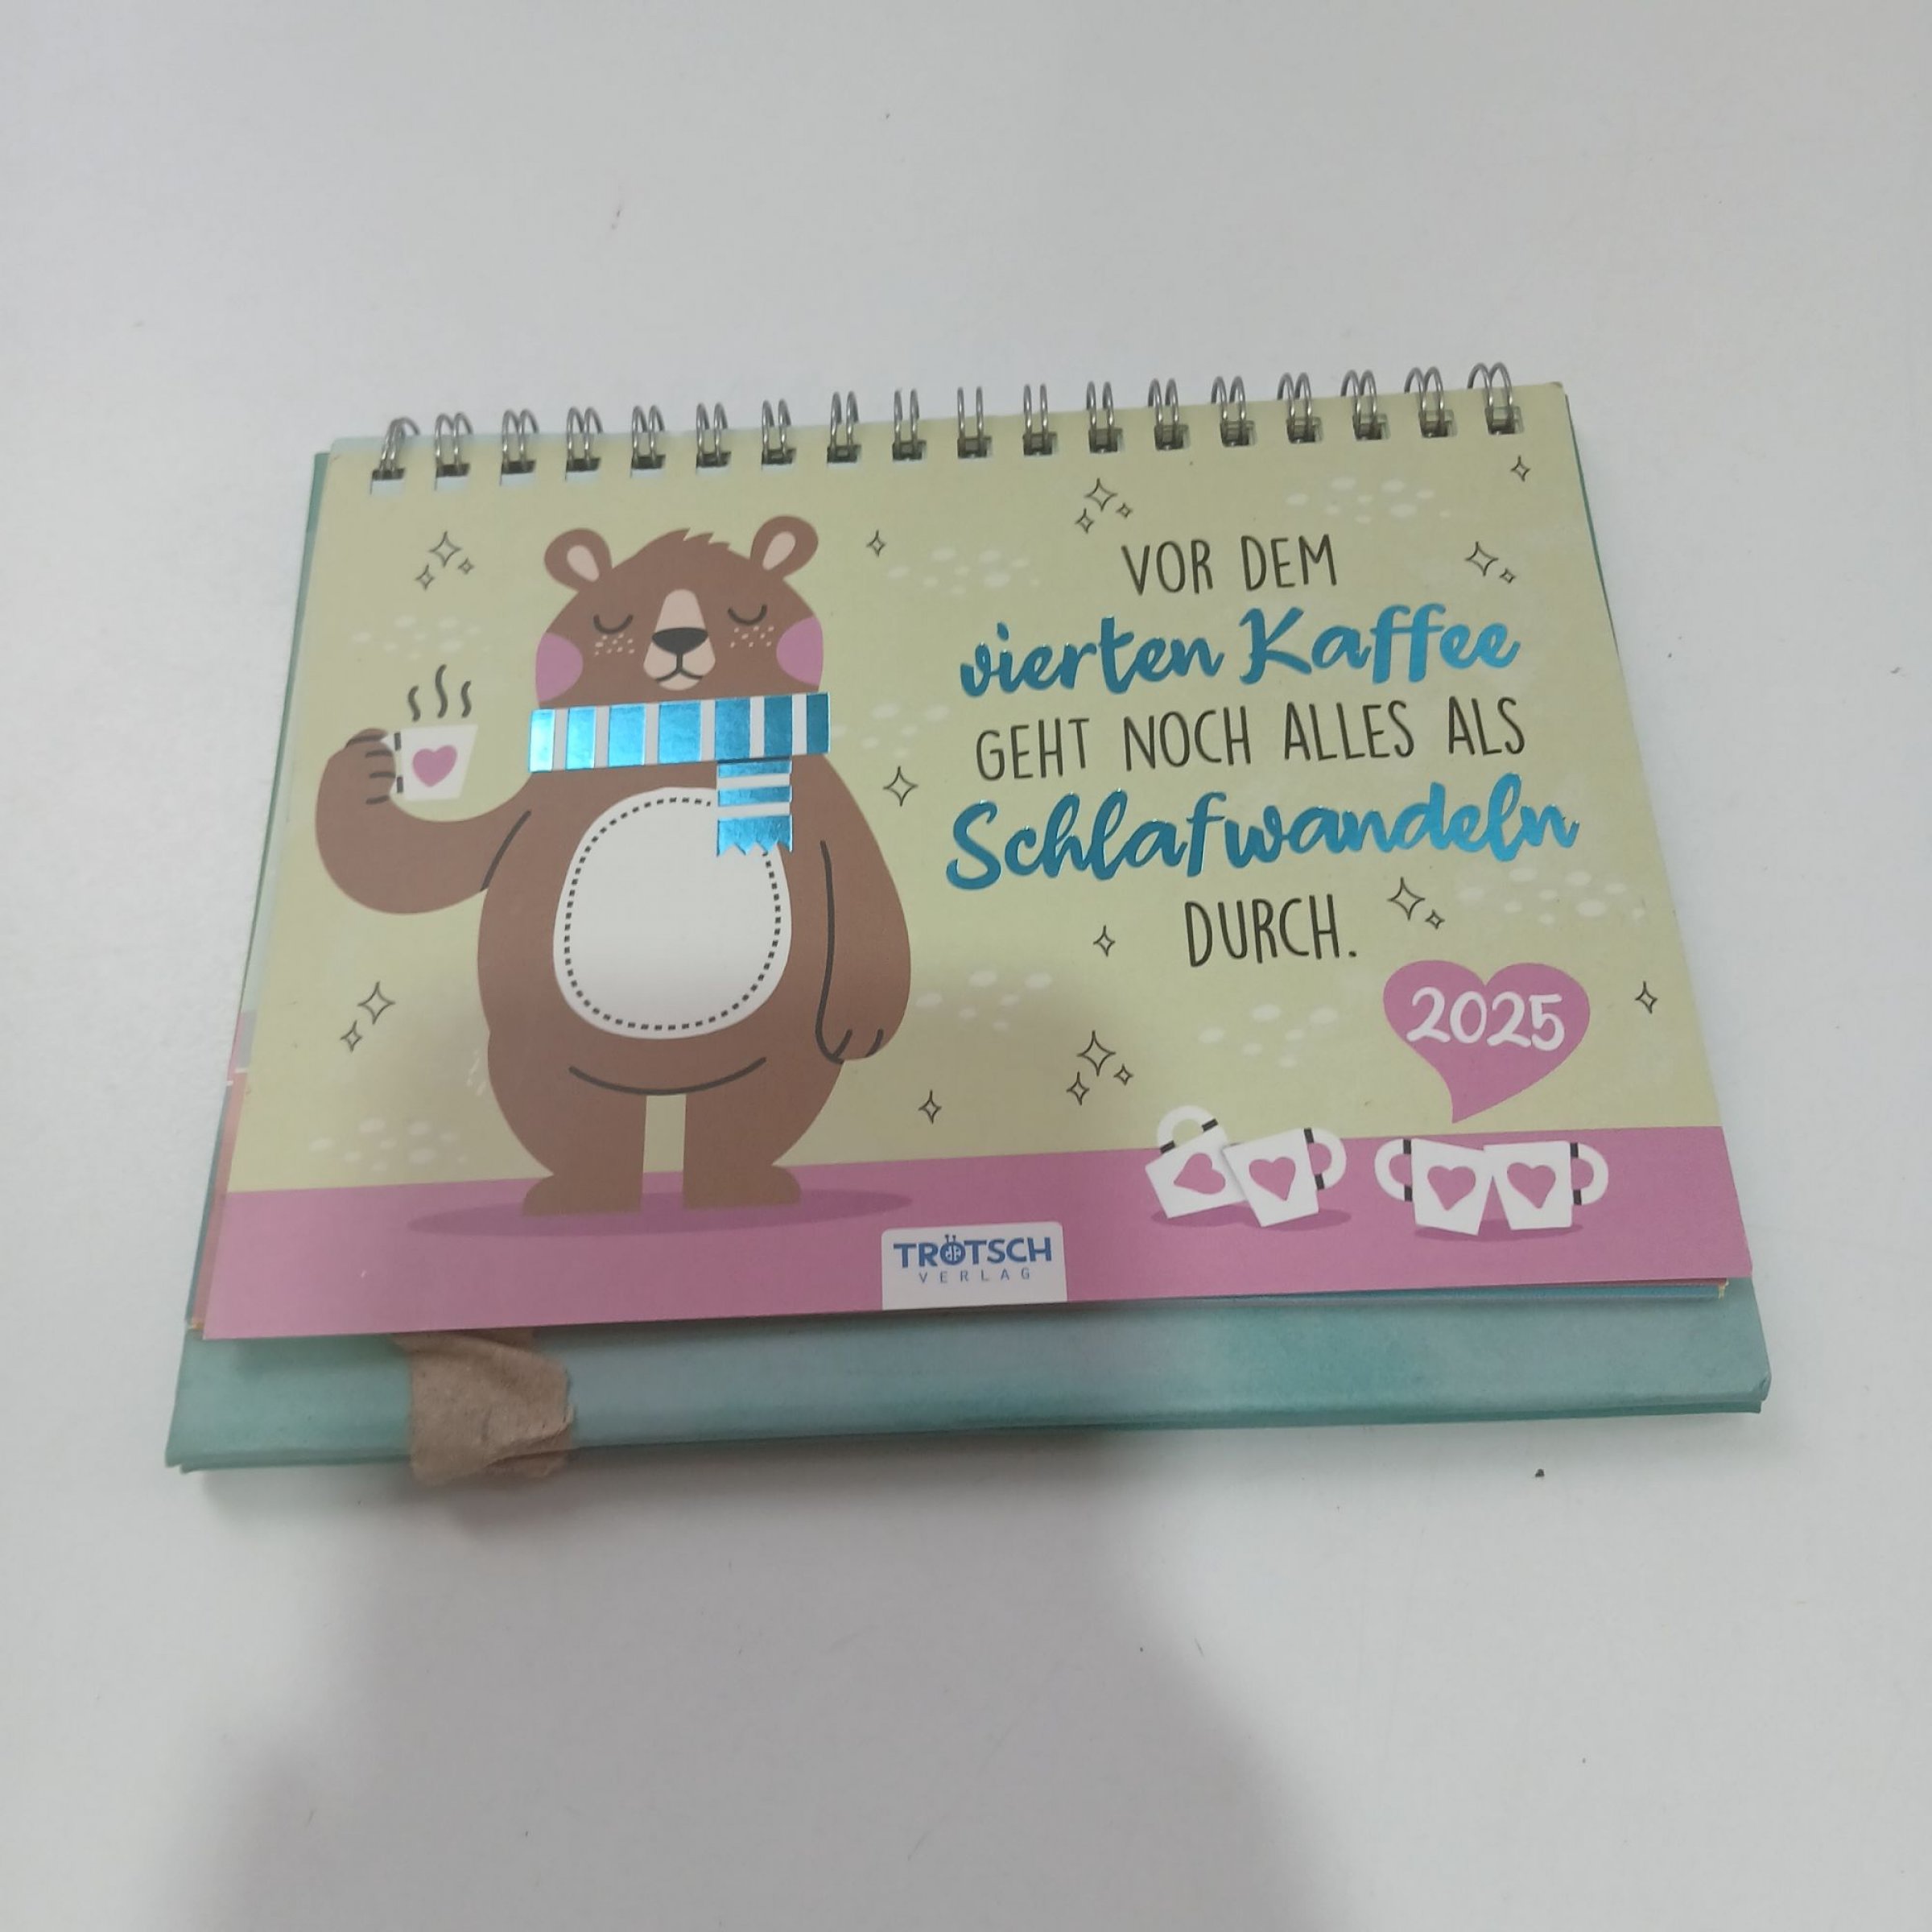 VOR DEM
vierten Kaffee
GEHT NOCH ALLES ALS
Schlafwandeln
DURCH.
2025
TRÖTSCH
VERLAG